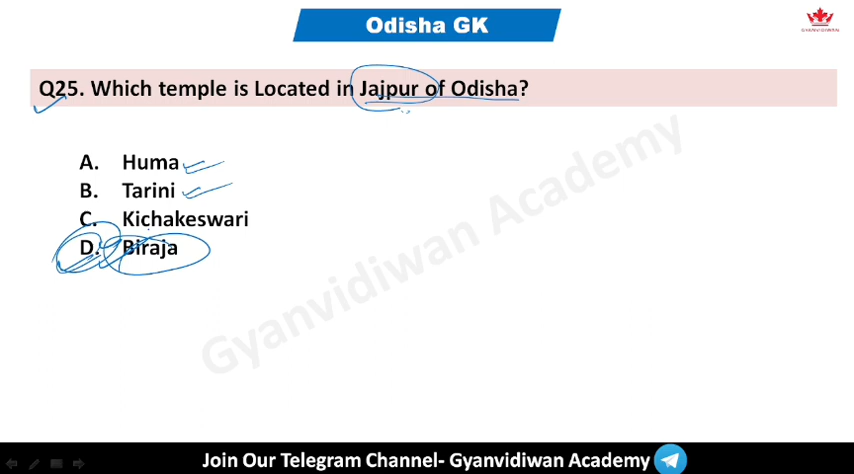 Odisha GK
GYANVIDIWAN
Q25. Which temple is Located in Jajpur of Odisha?
A. Huma
B. Tarini
C. Kichakeswari
D. Biraja
Gyanvidiwan Academy
Join Our Telegram Channel- Gyanvidiwan Academy